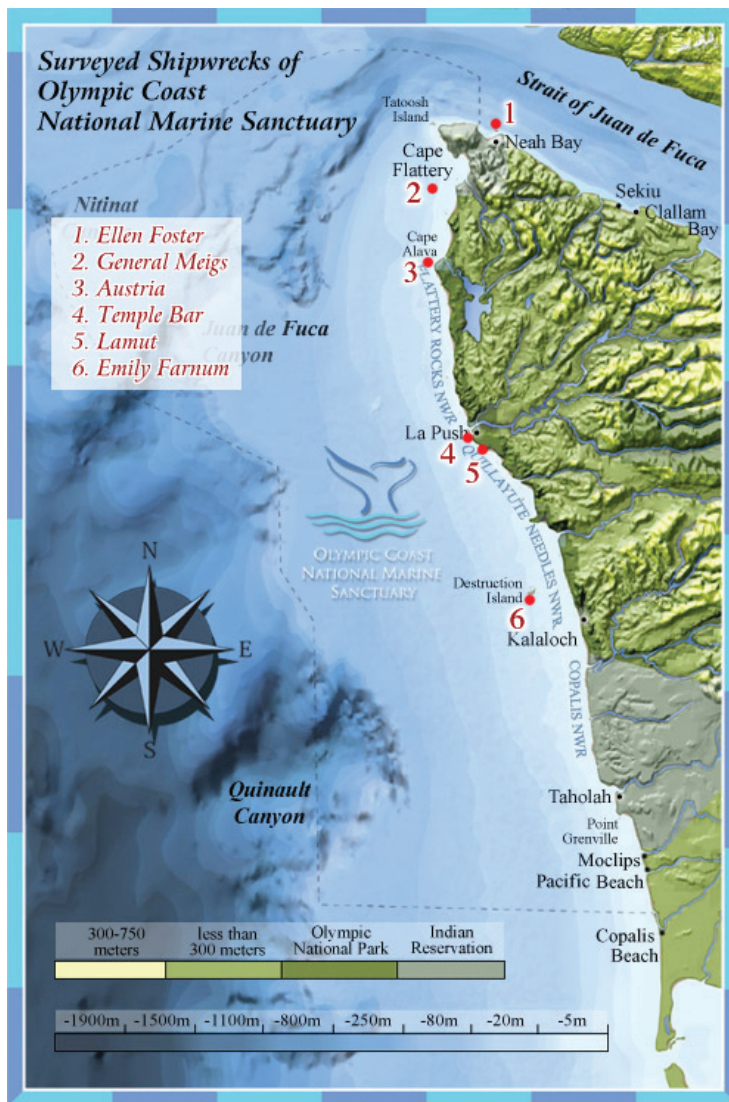 Surveyed Shipwrecks of
Olympic Coast
National Marine Sanctuary
Strait of Juan de Fuca
Tatoosh
Island
1
Neah Bay
Cape
Flattery
2
Sekiu
Clallam
Bay
Nitinat
1. Ellen Foster
2. General Meigs
3. Austria
4. Temple Bar
5. Lamut
6. Emily Farnum
Cape
Alava
3
FLATTERY ROCKS NWR
Juan de Fuca
Canyon
La Push
4
5
QUILLAYUTE NEEDLES NWR
OLYMPIC COAST
NATIONAL MARINE
SANCTUARY
N
W
E
S
Destruction
Island
6
Kalaloch
COPALIS NWR
Quinault
Canyon
Taholah
Point
Grenville
Moclips
Pacific Beach
Copalis
Beach
300-750
meters
less than
300 meters
Olympic
National Park
Indian
Reservation
-1900m -1500m -1100m -800m -250m -80m -20m -5m